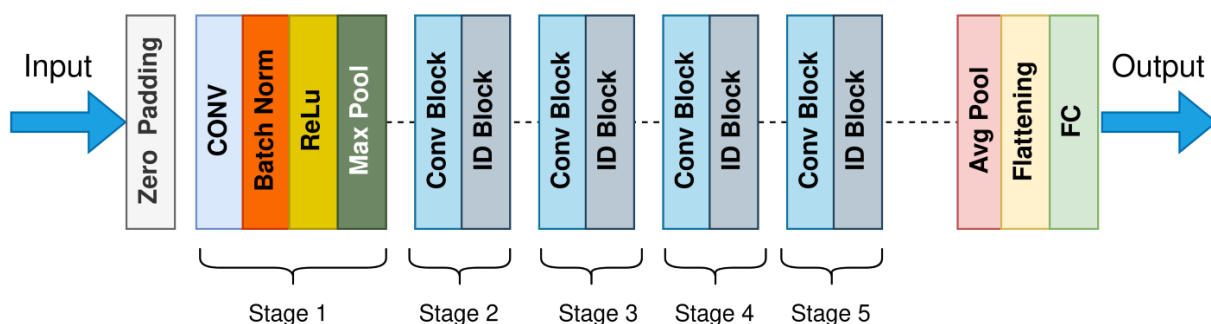 Input
Zero Padding
CONV
Batch Norm
ReLu
Max Pool
Conv Block
ID Block
Conv Block
ID Block
Conv Block
ID Block
Conv Block
ID Block
Avg Pool
Flattening
FC
Output
Stage 1
Stage 2
Stage 3
Stage 4
Stage 5